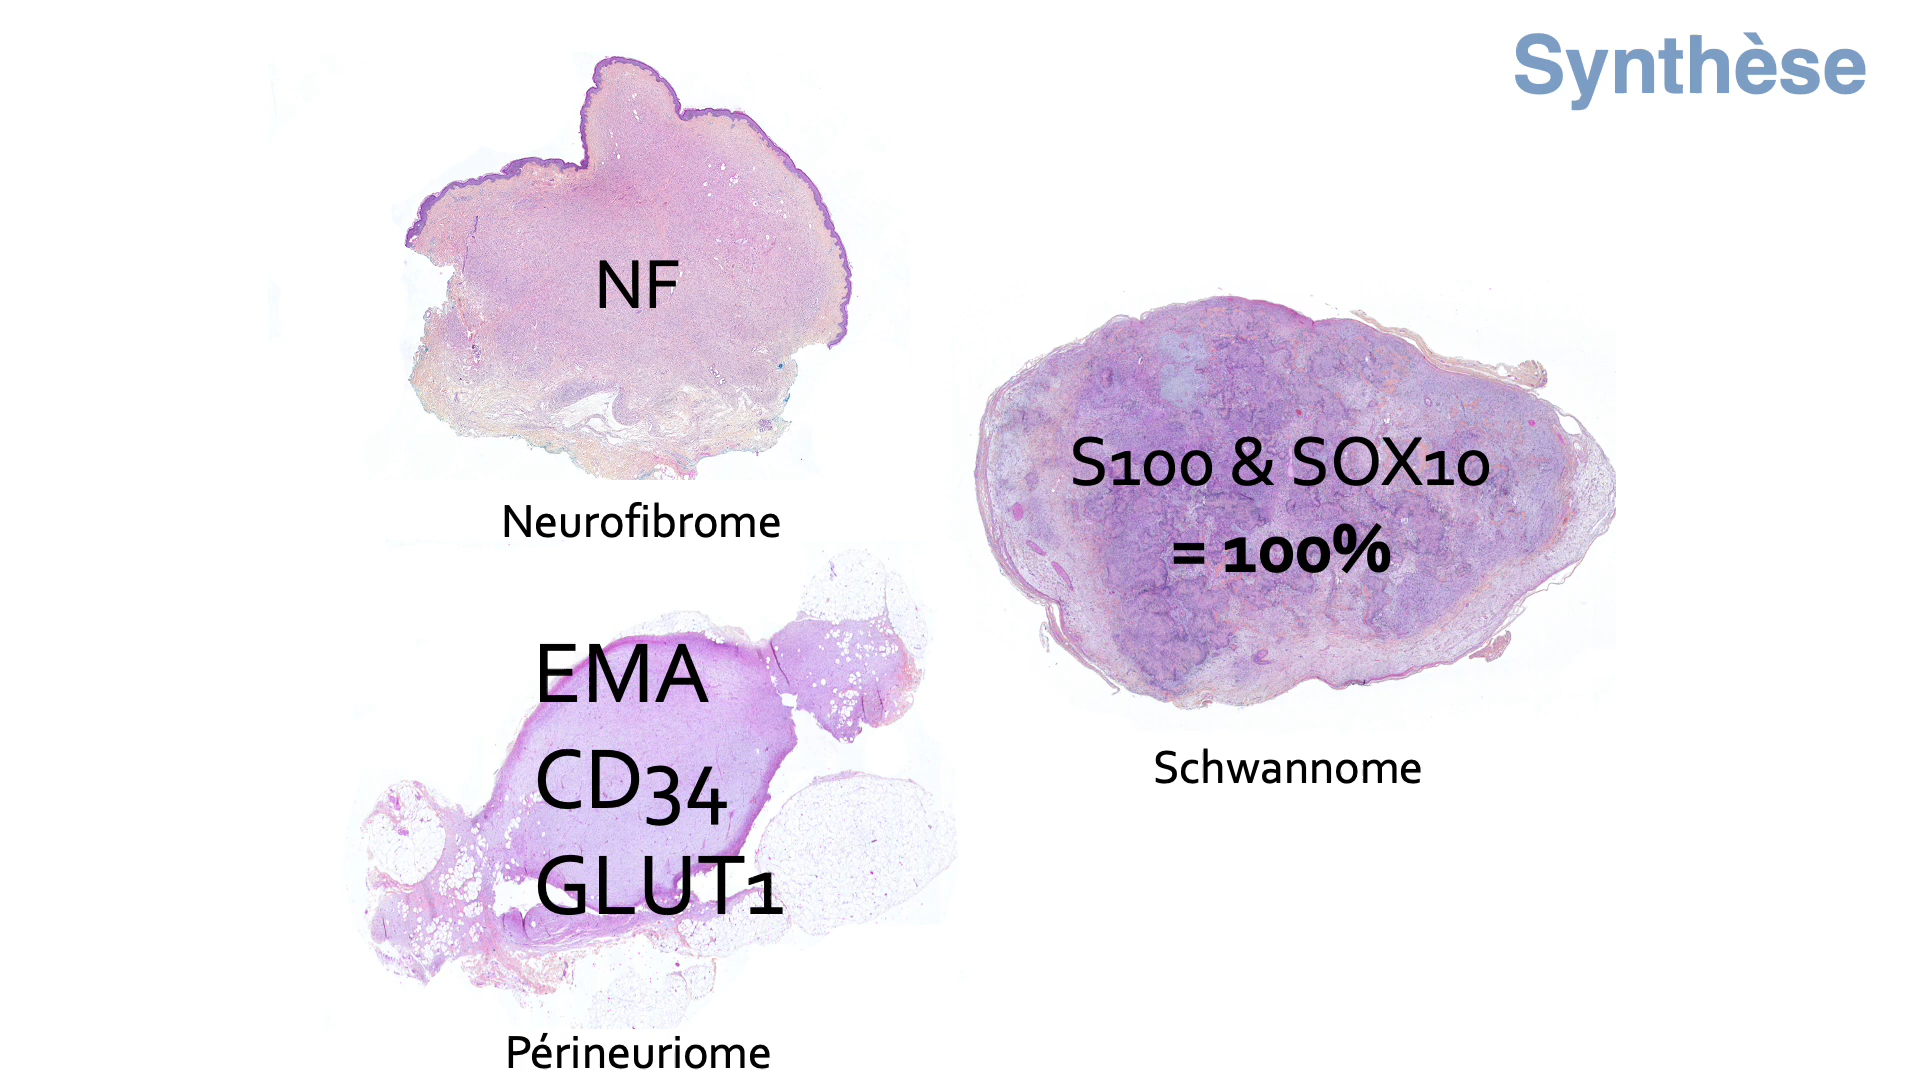 Synthèse
NF
Neurofibrome
S100 & SOX10
= 100%
Schwannome
EMA
CD34
GLUT1
Périneuriome